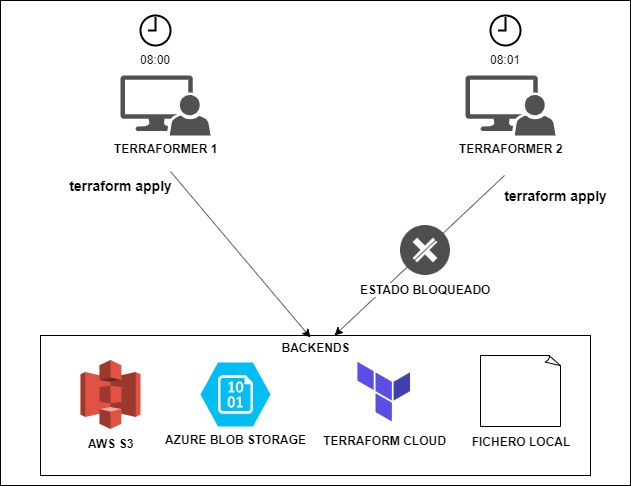 08:00
08:01
TERRAFORMER 1
TERRAFORMER 2
terraform apply
terraform apply
ESTADO BLOQUEADO
BACKENDS
10
01
AWS S3
AZURE BLOB STORAGE
TERRAFORM CLOUD
FICHERO LOCAL